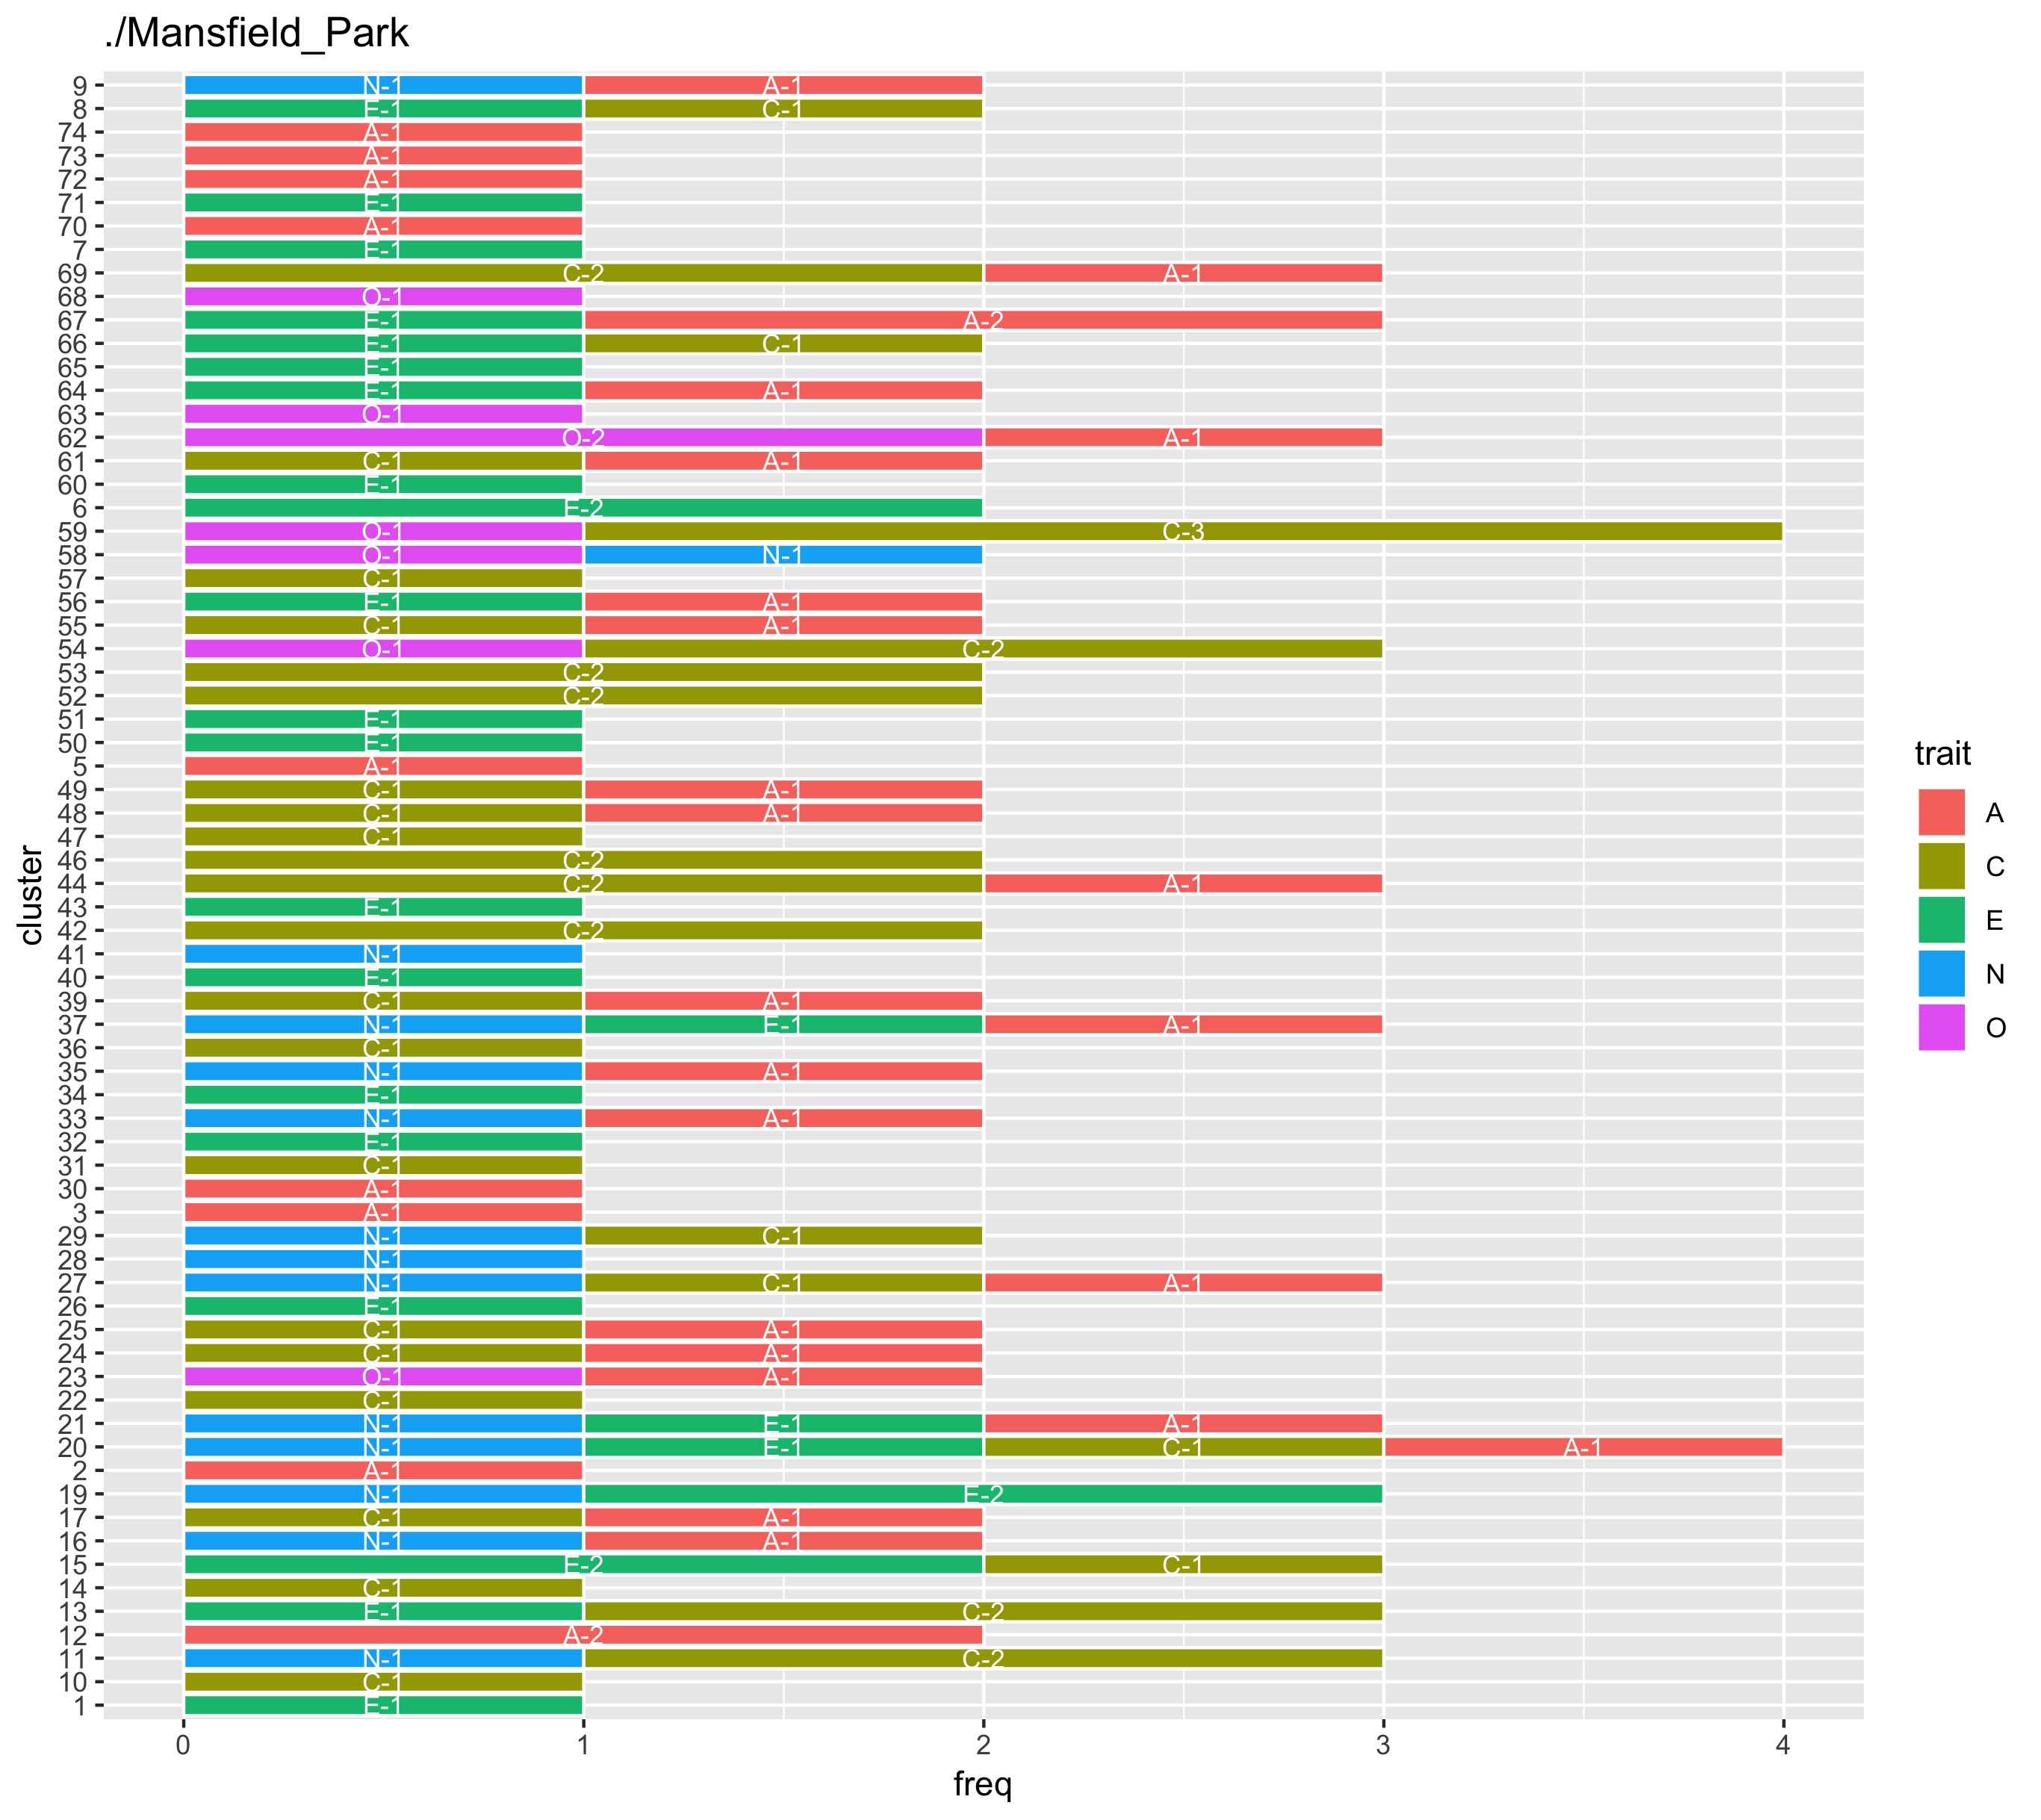 ./Mansfield_Park
9 N-1 A-1
8 E-1 C-1
74 A-1
73 A-1
72 A-1
71 E-1
70 A-1
7 E-1
69 C-2 A-1
68 O-1
67 E-1 A-2
66 E-1 C-1
65 E-1
64 E-1 A-1
63 O-1
62 O-2 A-1
61 C-1 A-1
60 E-1
6 E-2
59 O-1 C-3
58 O-1 N-1
57 C-1
56 E-1 A-1
55 C-1 A-1
54 O-1 C-2
53 C-2
52 C-2
51 E-1
50 E-1
5 A-1
49 C-1 A-1
48 C-1 A-1
47 C-1
46 C-2
44 C-2 A-1
43 E-1
42 C-2
41 N-1
40 E-1
39 C-1 A-1
37 N-1 E-1 A-1
36 C-1
35 N-1 A-1
34 E-1
33 N-1 A-1
32 E-1
31 C-1
30 A-1
3 A-1
29 N-1 C-1
28 N-1
27 N-1 C-1 A-1
26 E-1
25 C-1 A-1
24 C-1 A-1
23 O-1 A-1
22 C-1
21 N-1 E-1 A-1
20 N-1 E-1 C-1 A-1
2 A-1
19 N-1 E-2
17 C-1 A-1
16 N-1 A-1
15 E-2 C-1
14 C-1
13 E-1 C-2
12 A-2
11 N-1 C-2
10 C-1
1 E-1
0 1 2 3 4
freq
cluster
trait
A
C
E
N
O